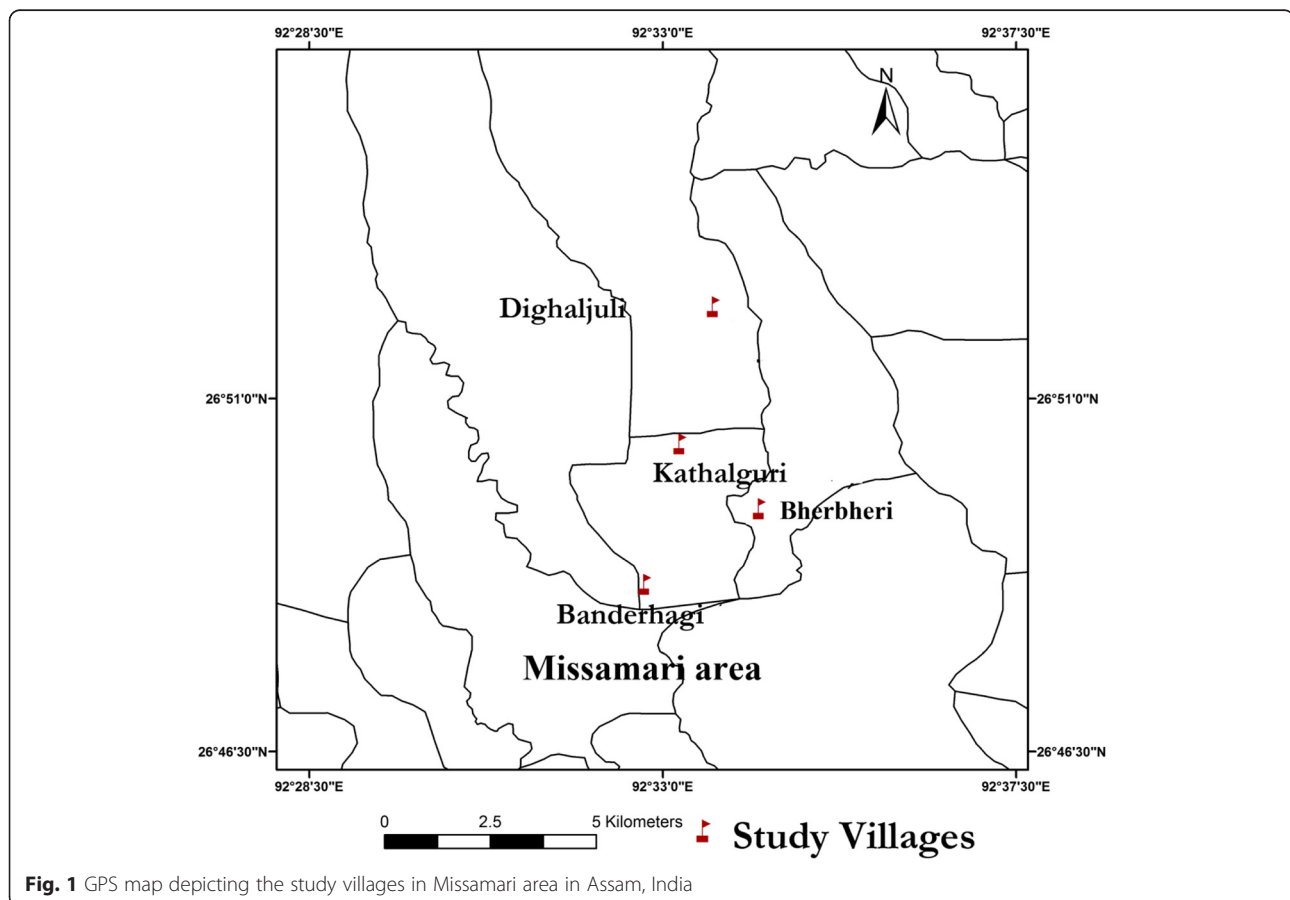 92°28'30"E 92°33'0"E 92°37'30"E
N
Dighaljuli
26°51'0"N 26°51'0"N
Kathalguri
Bherbheri
Banderhagi
Missamari area
26°46'30"N 26°46'30"N
92°28'30"E 92°33'0"E 92°37'30"E
0 2.5 5 Kilometers
Study Villages
Fig. 1 GPS map depicting the study villages in Missamari area in Assam, India